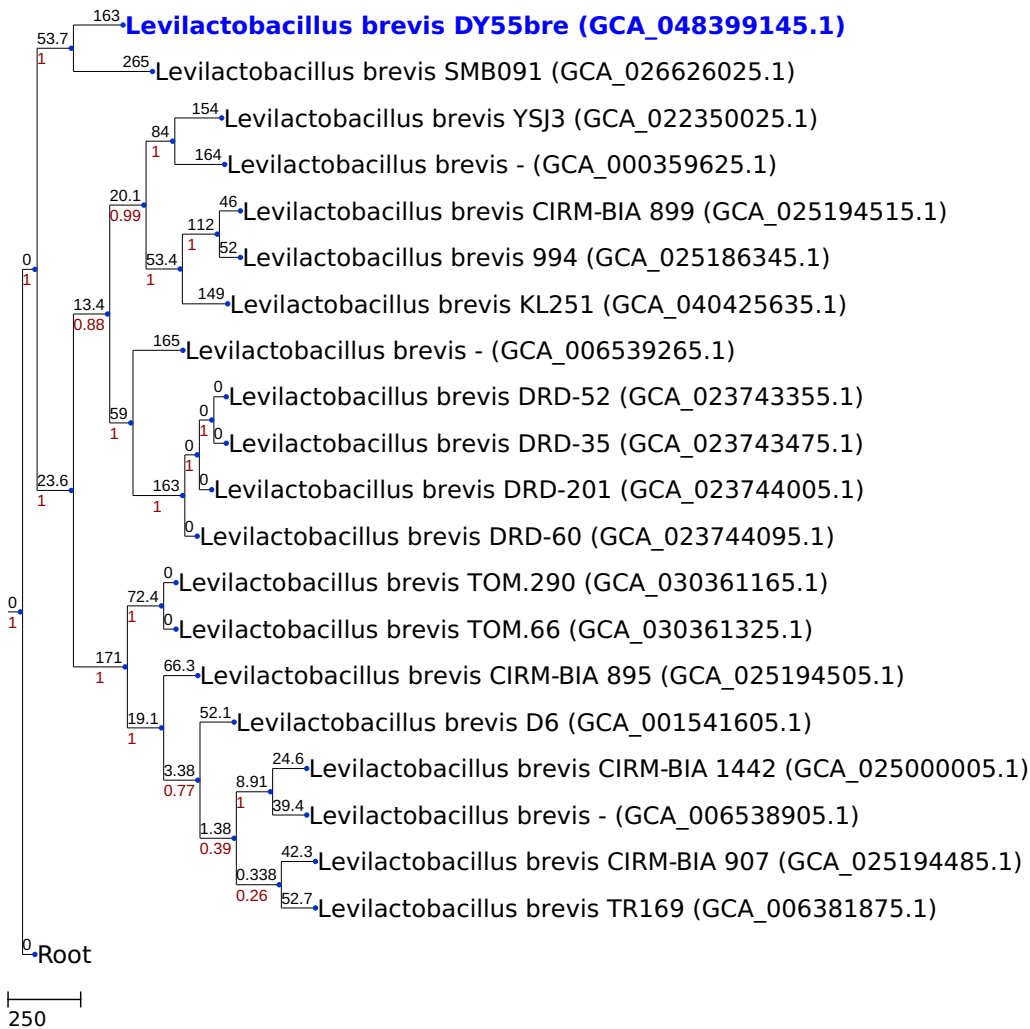 163
Levilactobacillus brevis DY55bre (GCA_048399145.1)
53.7
1
265
Levilactobacillus brevis SMB091 (GCA_026626025.1)
154
Levilactobacillus brevis YSJ3 (GCA_022350025.1)
84
1
164
Levilactobacillus brevis - (GCA_000359625.1)
20.1
0.99
46
Levilactobacillus brevis CIRM-BIA 899 (GCA_025194515.1)
112
1
52
Levilactobacillus brevis 994 (GCA_025186345.1)
53.4
1
149
Levilactobacillus brevis KL251 (GCA_040425635.1)
0
1
13.4
0.88
165
Levilactobacillus brevis - (GCA_006539265.1)
0
Levilactobacillus brevis DRD-52 (GCA_023743355.1)
0
1
0
Levilactobacillus brevis DRD-35 (GCA_023743475.1)
59
1
0
1
0
Levilactobacillus brevis DRD-201 (GCA_023744005.1)
163
1
0
Levilactobacillus brevis DRD-60 (GCA_023744095.1)
23.6
1
0
Levilactobacillus brevis TOM.290 (GCA_030361165.1)
72.4
1
0
Levilactobacillus brevis TOM.66 (GCA_030361325.1)
0
1
171
1
66.3
Levilactobacillus brevis CIRM-BIA 895 (GCA_025194505.1)
19.1
1
52.1
Levilactobacillus brevis D6 (GCA_001541605.1)
3.38
0.77
24.6
Levilactobacillus brevis CIRM-BIA 1442 (GCA_025000005.1)
8.91
1
39.4
Levilactobacillus brevis - (GCA_006538905.1)
1.38
0.39
42.3
Levilactobacillus brevis CIRM-BIA 907 (GCA_025194485.1)
0.338
0.26
52.7
Levilactobacillus brevis TR169 (GCA_006381875.1)
0
Root
250